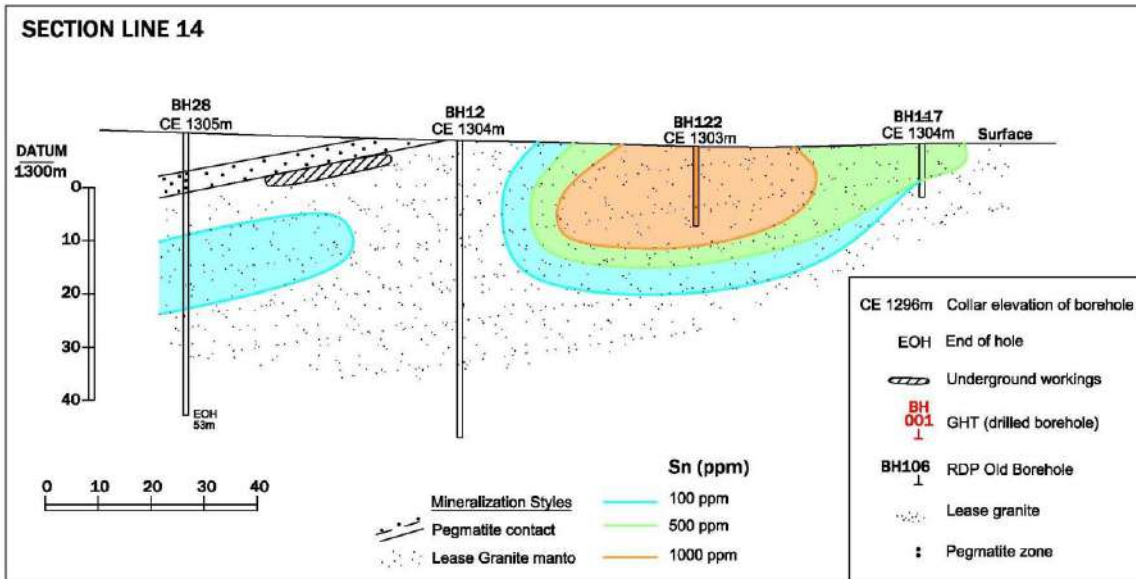 SECTION LINE 14
BH28
CE 1305m
BH12
CE 1304m
BH122
CE 1303m
BH117
CE 1304m
Surface
DATUM
1300m
0
10
20
30
40
EOH
53m
0 10 20 30 40
Mineralization Styles
Pegmatite contact
Lease Granite manto
Sn (ppm)
100 ppm
500 ppm
1000 ppm
CE 1296m Collar elevation of borehole
EOH End of hole
Underground workings
BH
001 GHT (drilled borehole)
BH106 RDP Old Borehole
Lease granite
Pegmatite zone